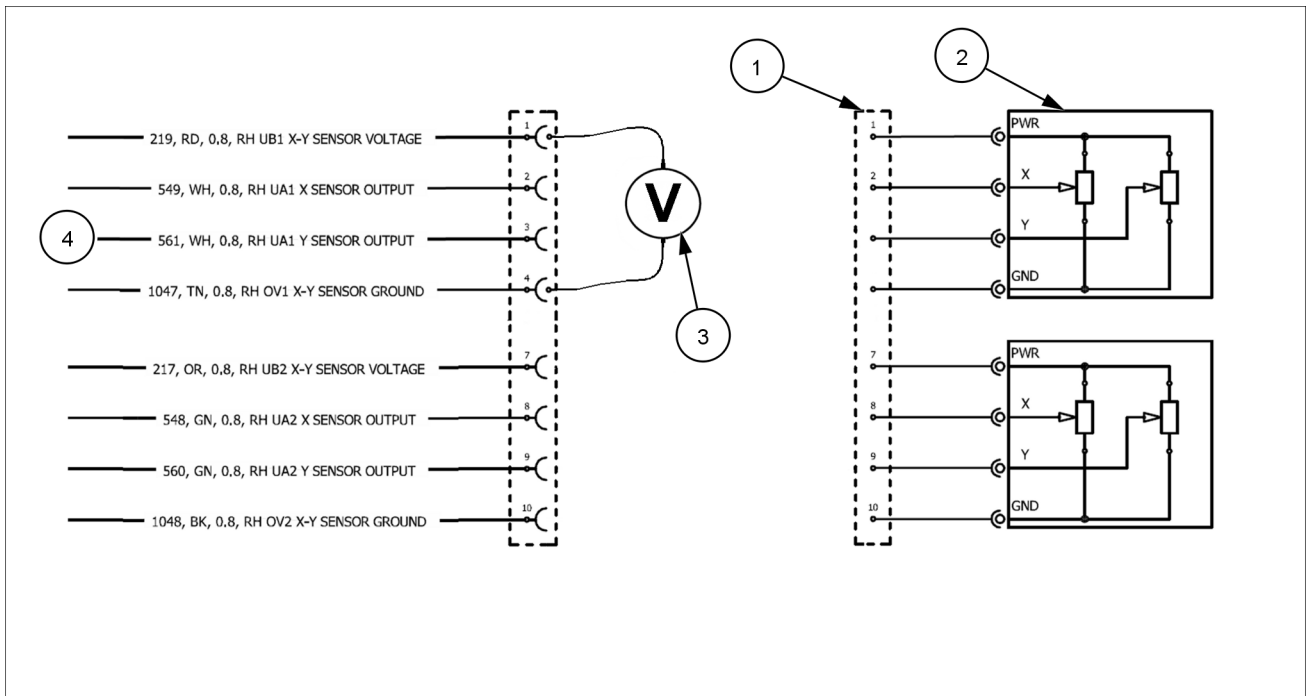 1
2
1
219, RD, 0.8, RH UB1 X-Y SENSOR VOLTAGE
1
PWR
2
549, WH, 0.8, RH UA1 X SENSOR OUTPUT
2
X
V
4
3
561, WH, 0.8, RH UA1 Y SENSOR OUTPUT
Y
4
1047, TN, 0.8, RH OV1 X-Y SENSOR GROUND
GND
3
7
217, OR, 0.8, RH UB2 X-Y SENSOR VOLTAGE
7
PWR
8
548, GN, 0.8, RH UA2 X SENSOR OUTPUT
8
X
9
560, GN, 0.8, RH UA2 Y SENSOR OUTPUT
9
Y
10
1048, BK, 0.8, RH OV2 X-Y SENSOR GROUND
10
GND